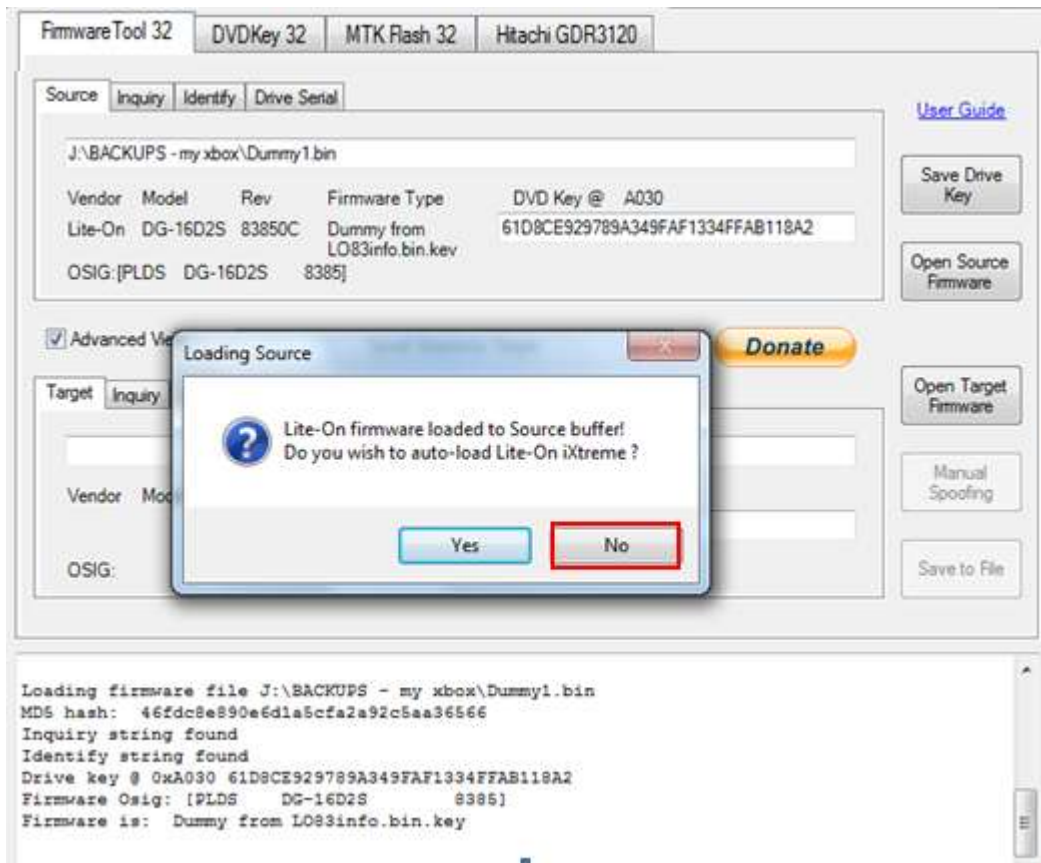 FirmwareTool 32 DVDKey 32 MTK Flash 32 Hitachi GDR3120
Source Inquiry Identify Drive Serial
User Guide
J:\BACKUPS - my xbox\Dummy1.bin
Save Drive Key
Vendor Model Rev Firmware Type DVD Key @ A030
Lite-On DG-16D2S 83850C Dummy from LO83info.bin.key 61D8CE929789A349FAF1334FFAB118A2
OSIG:[PLDS DG-16D2S 8385]
Open Source Firmware
Advanced Vie
Loading Source
Donate
Target Inquiry
Open Target Firmware
Lite-On firmware loaded to Source buffer!
Do you wish to auto-load Lite-On iXtreme ?
Vendor
Manual Spoofing
Yes No
OSIG:
Save to File
Loading firmware file J:\BACKUPS - my xbox\Dummy1.bin
MD5 hash: 46fdc8e890e6d1a5cfa2a92c5aa36566
Inquiry string found
Identify string found
Drive key @ 0xA030 61D8CE929789A349FAF1334FFAB118A2
Firmware Osig: [PLDS DG-16D2S 8385]
Firmware is: Dummy from LO83info.bin.key